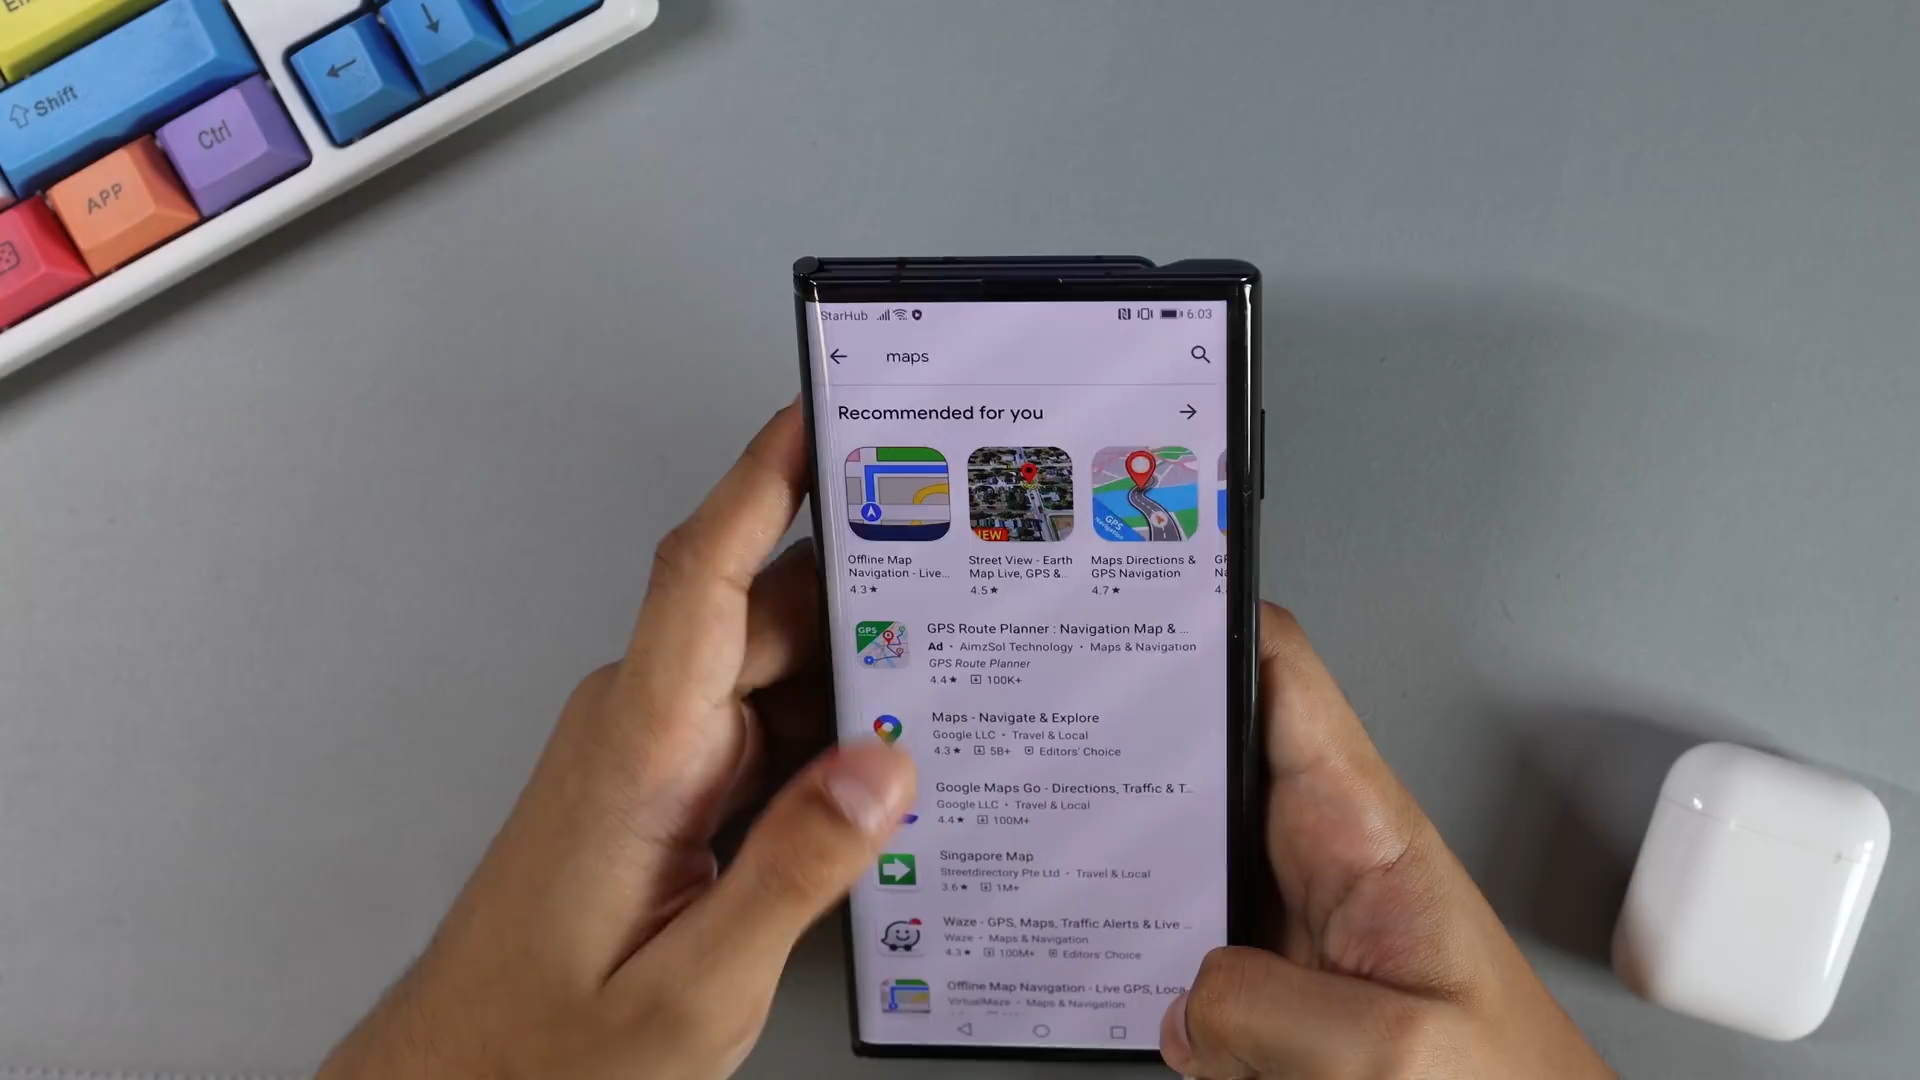 Shift
Ctrl
APP
StarHub
6:03
maps
Recommended for you
Offline Map
Navigation - Live...
4.3★
Street View - Earth
Map Live, GPS &...
4.5★
Maps Directions &
GPS Navigation
4.7★
GPS
Navigation
GPS
GPS Route Planner : Navigation Map & ...
Ad • AimzSol Technology • Maps & Navigation
GPS Route Planner
4.4★ 100K+
Maps - Navigate & Explore
Google LLC • Travel & Local
4.3★ 5B+ Editors' Choice
Google Maps Go - Directions, Traffic & T...
Google LLC • Travel & Local
4.4★ 100M+
Singapore Map
Streetdirectory Pte Ltd • Travel & Local
3.6★ 1M+
Waze - GPS, Maps, Traffic Alerts & Live ...
Waze • Maps & Navigation
4.3★ 100M+ Editors' Choice
Offline Map Navigation - Live GPS, Loca
VirtualMaze • Maps & Navigation